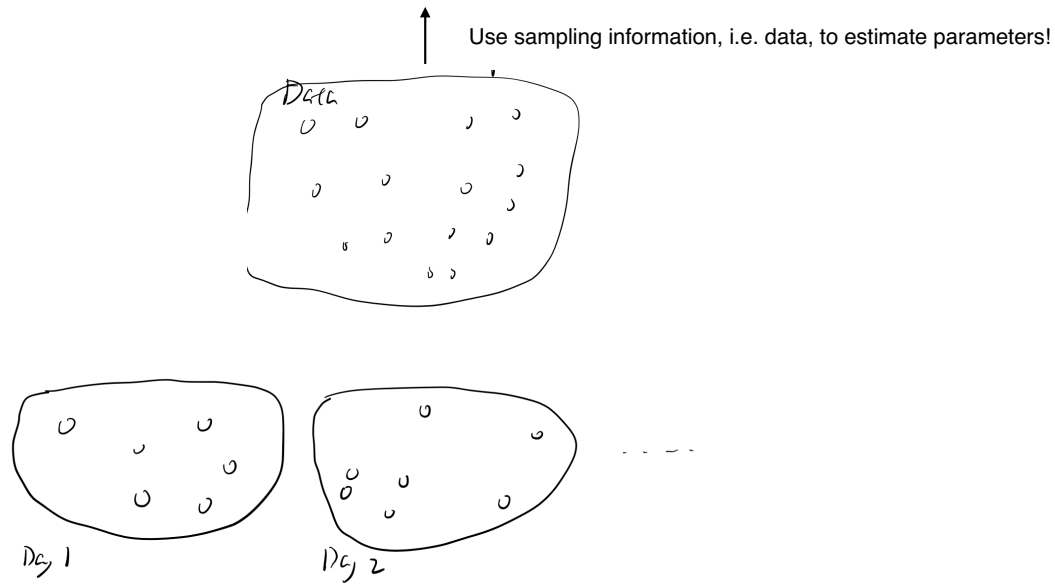 Use sampling information, i.e. data, to estimate parameters!
Data
Day 1
Day 2